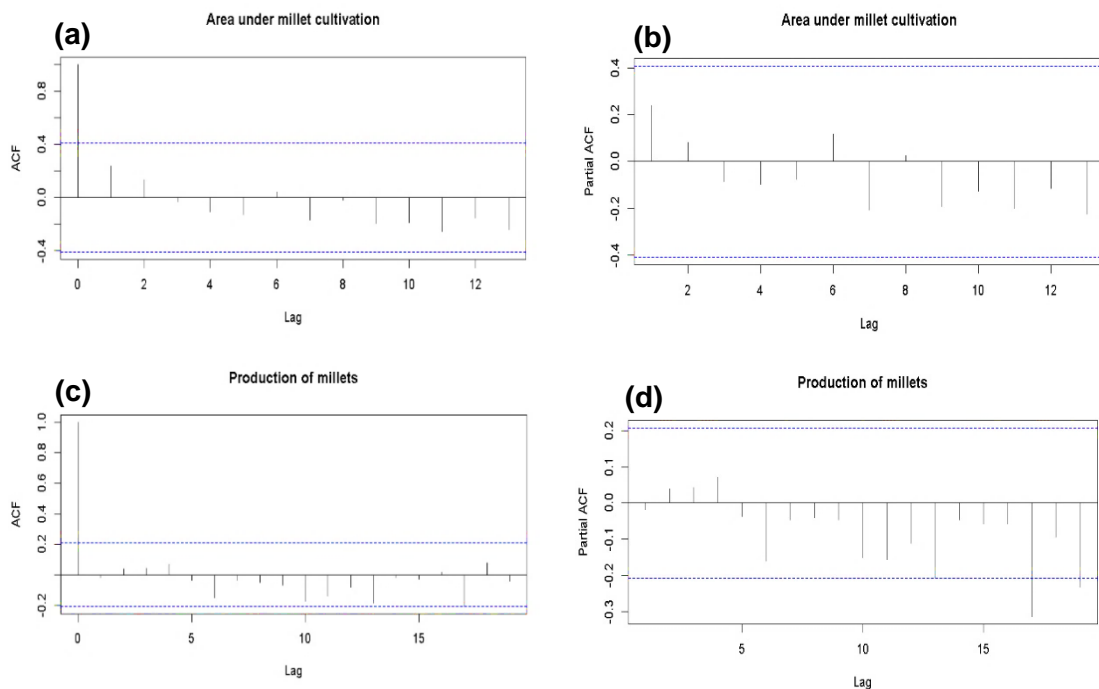 Area under millet cultivation
(a)
ACF
0.8
0.4
0.0
-0.4
0 2 4 6 8 10 12
Lag
Area under millet cultivation
(b)
Partial ACF
0.4
0.2
0.0
-0.2
-0.4
2 4 6 8 10 12
Lag
Production of millets
(c)
ACF
1.0
0.8
0.6
0.4
0.2
-0.2
0 5 10 15
Lag
Production of millets
(d)
Partial ACF
0.2
0.1
0.0
-0.1
-0.2
-0.3
5 10 15
Lag